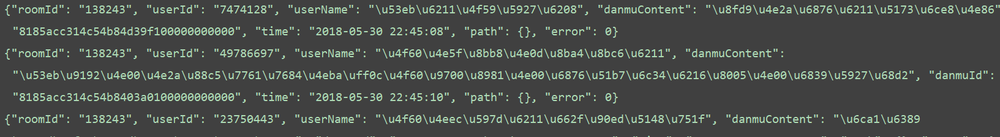 {"roomId": "138243", "userId": "7474128", "userName": "\u53eb\u6211\u4f59\u5927\u6208", "danmuContent": "\u8fd9\u4e2a\u6876\u6211\u5173\u6ce8\u4e86"
"8185acc314c54b84d39f100000000000", "time": "2018-05-30 22:45:08", "path": {}, "error": 0}
{"roomId": "138243", "userId": "49786697", "userName": "\u4f60\u4e5f\u8bb8\u4e0d\u8ba4\u8bc6\u6211", "danmuContent":
"\u53eb\u9192\u4e00\u4e2a\u88c5\u7761\u7684\u4eba\uff0c\u4f60\u9700\u8981\u4e00\u6876\u51b7\u6c34\u6216\u8005\u4e00\u6839\u5927\u68d2", "danmuId":
"8185acc314c54b8403a0100000000000", "time": "2018-05-30 22:45:10", "path": {}, "error": 0}
{"roomId": "138243", "userId": "23750443", "userName": "\u4f60\u4eec\u597d\u6211\u662f\u90ed\u5148\u751f", "danmuContent": "\u6ca1\u6389